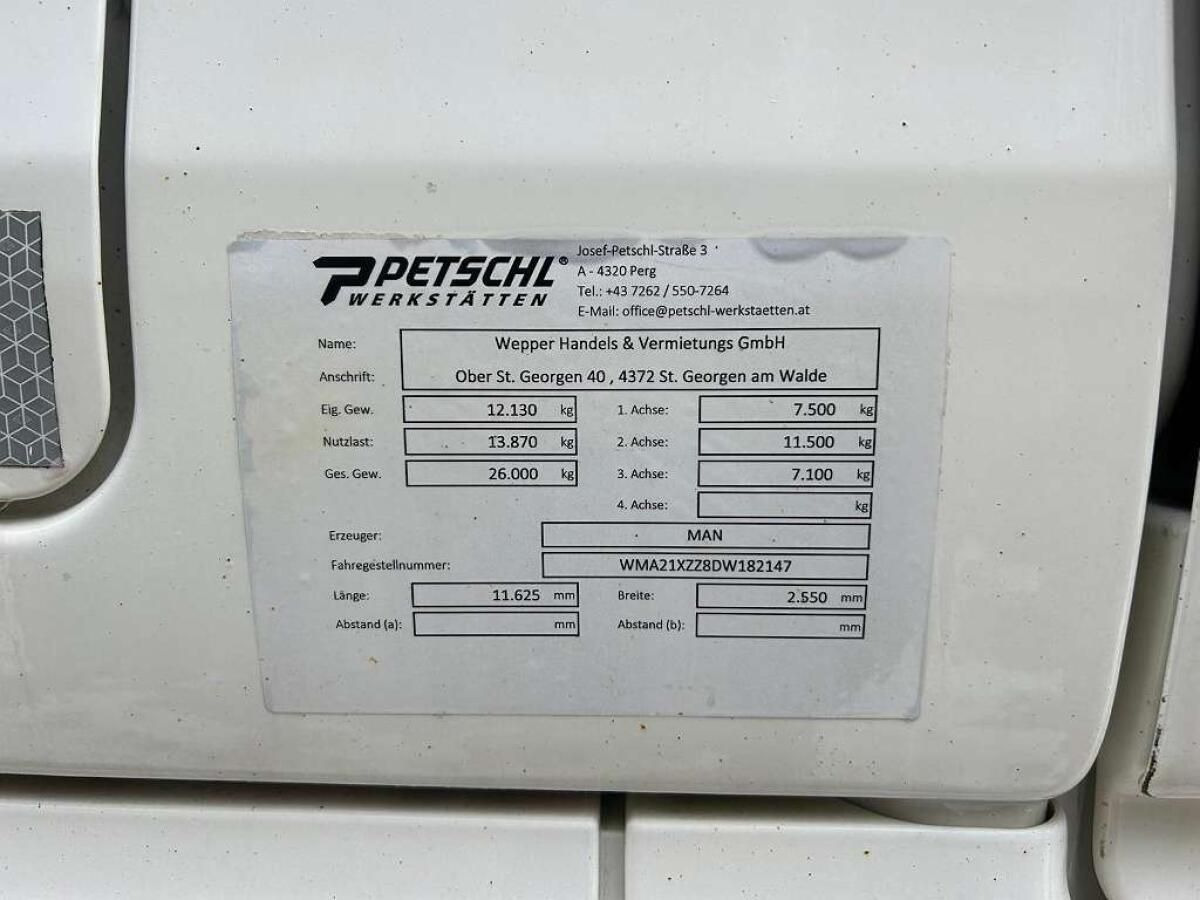 PETSCHL®
WERKSTÄTTEN
Josef-Petschl-Straße 3
A - 4320 Perg
Tel.: +43 7262 / 550-7264
E-Mail: office@petschl-werkstaetten.at
Name: Wepper Handels & Vermietungs GmbH
Anschrift: Ober St. Georgen 40 , 4372 St. Georgen am Walde
Eig. Gew. 12.130 kg 1. Achse: 7.500 kg
Nutzlast: 13.870 kg 2. Achse: 11.500 kg
Ges. Gew. 26.000 kg 3. Achse: 7.100 kg
4. Achse: kg
Erzeuger: MAN
Fahregestellnummer: WMA21XZZ8DW182147
Länge: 11.625 mm Breite: 2.550 mm
Abstand (a): mm Abstand (b): mm